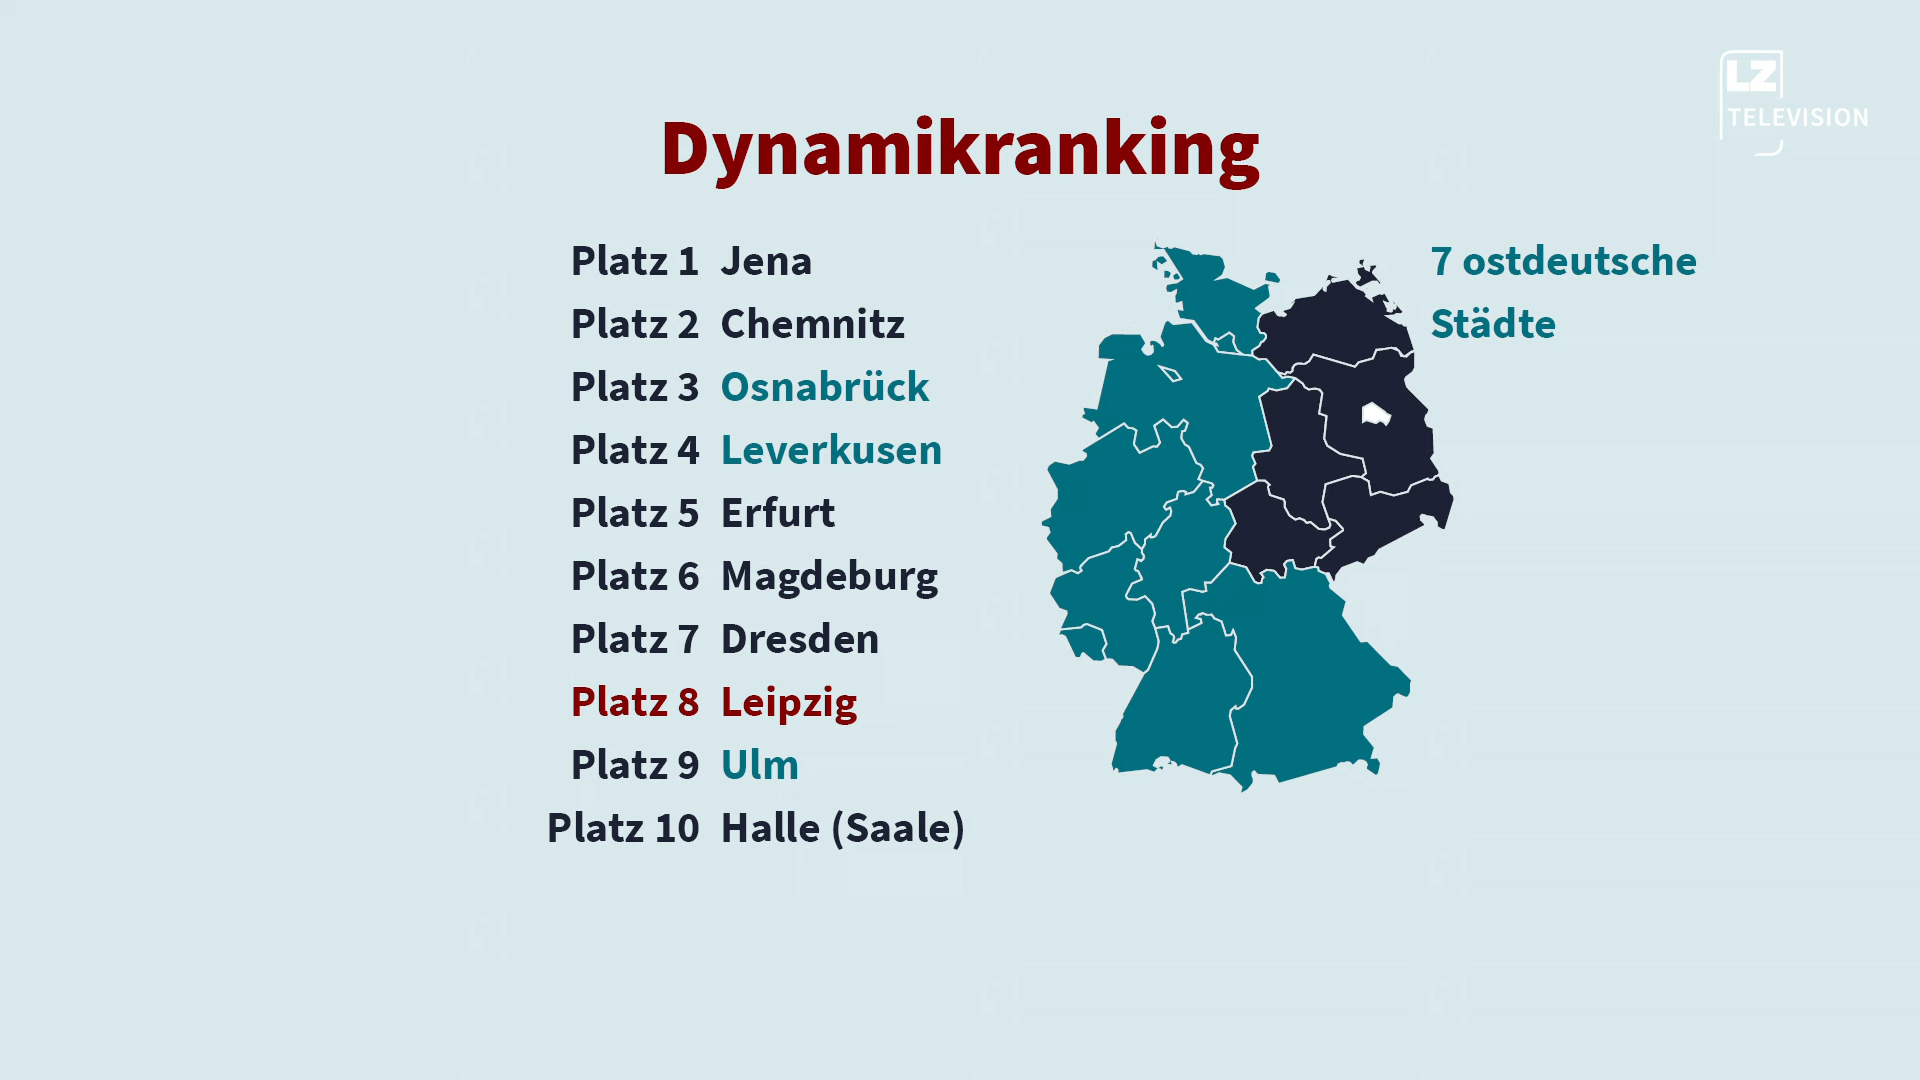 LZ
TELEVISION
Dynamikranking
Platz 1 Jena
Platz 2 Chemnitz
Platz 3 Osnabrück
Platz 4 Leverkusen
Platz 5 Erfurt
Platz 6 Magdeburg
Platz 7 Dresden
Platz 8 Leipzig
Platz 9 Ulm
Platz 10 Halle (Saale)
7 ostdeutsche
Städte